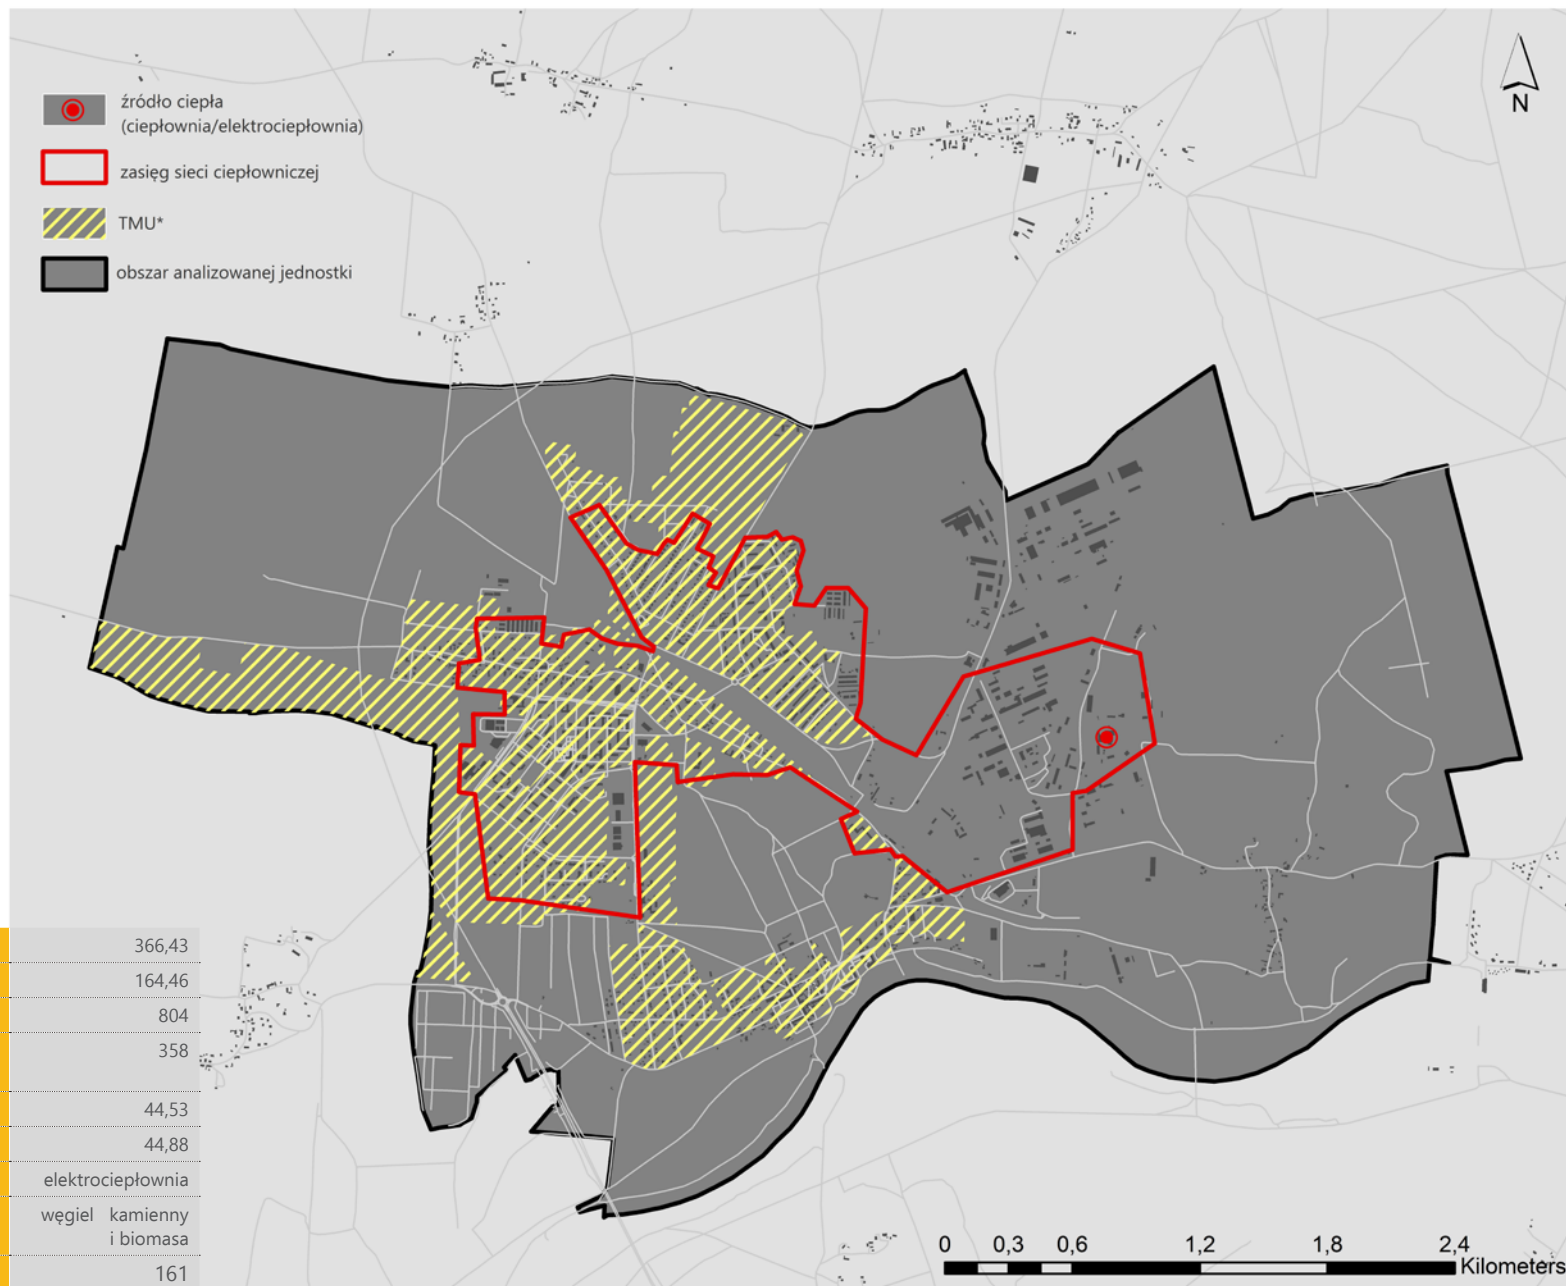 źródło ciepła
(ciepłownia/elektrociepłownia)
zasięg sieci ciepłowniczej
TMU*
obszar analizowanej jednostki
N
366,43
164,46
804
358
44,53
44,88
elektrociepłownia
węgiel kamienny
i biomasa
161
0 0,3 0,6 1,2 1,8 2,4
Kilometers